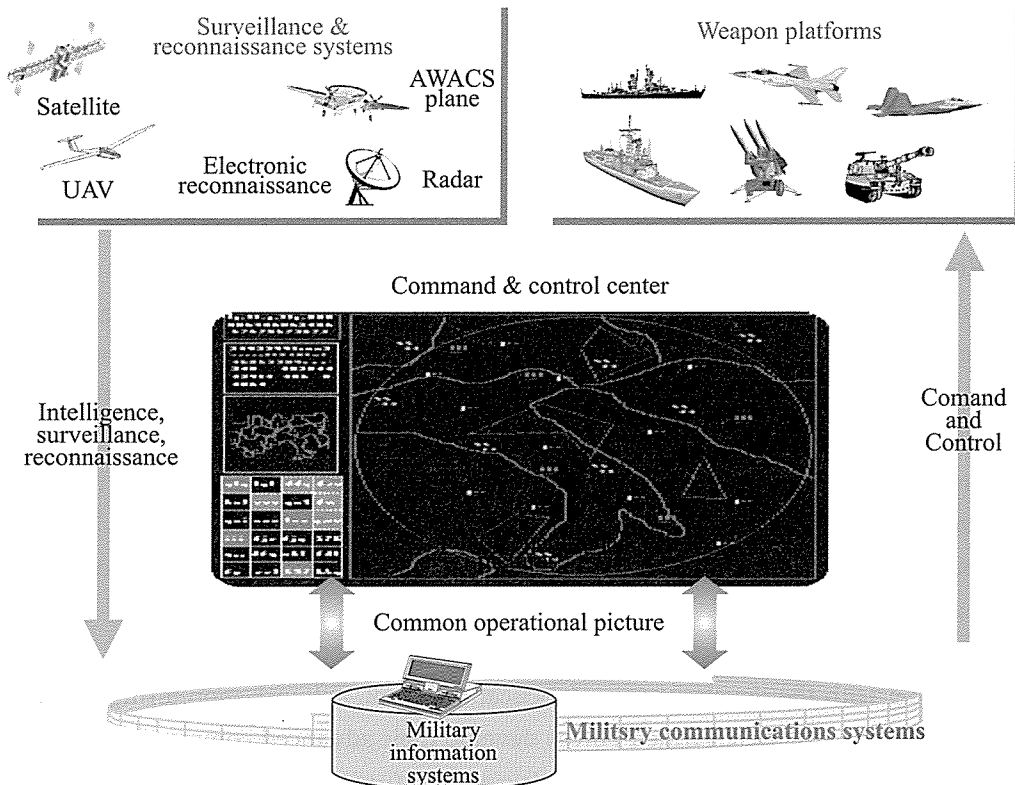 Surveillance &
reconnaissance systems
Satellite
AWACS
plane
UAV
Electronic
reconnaissance
Radar
Weapon platforms
Command & control center
Intelligence,
surveillance,
reconnaissance
Comand
and
Control
Common operational picture
Military
information
systems
Militsry communications systems